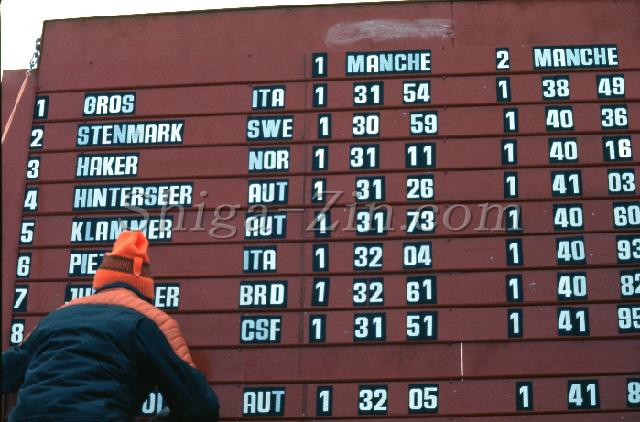 1 MANCHE 2 MANCHE
1 GROS ITA 1 31 54 1 38 49
2 STENMARK SWE 1 30 59 1 40 36
3 HAKER NOR 1 31 11 1 40 16
4 HINTERSEER AUT 1 31 26 1 41 03
5 KLAMMER AUT 1 31 73 1 40 60
Shiga-Zin.com
6 ITA 1 32 04 1 40 93
7 BRD 1 32 61 1 40 82
8 CSF 1 31 51 1 41 95
AUT 1 32 05 1 41